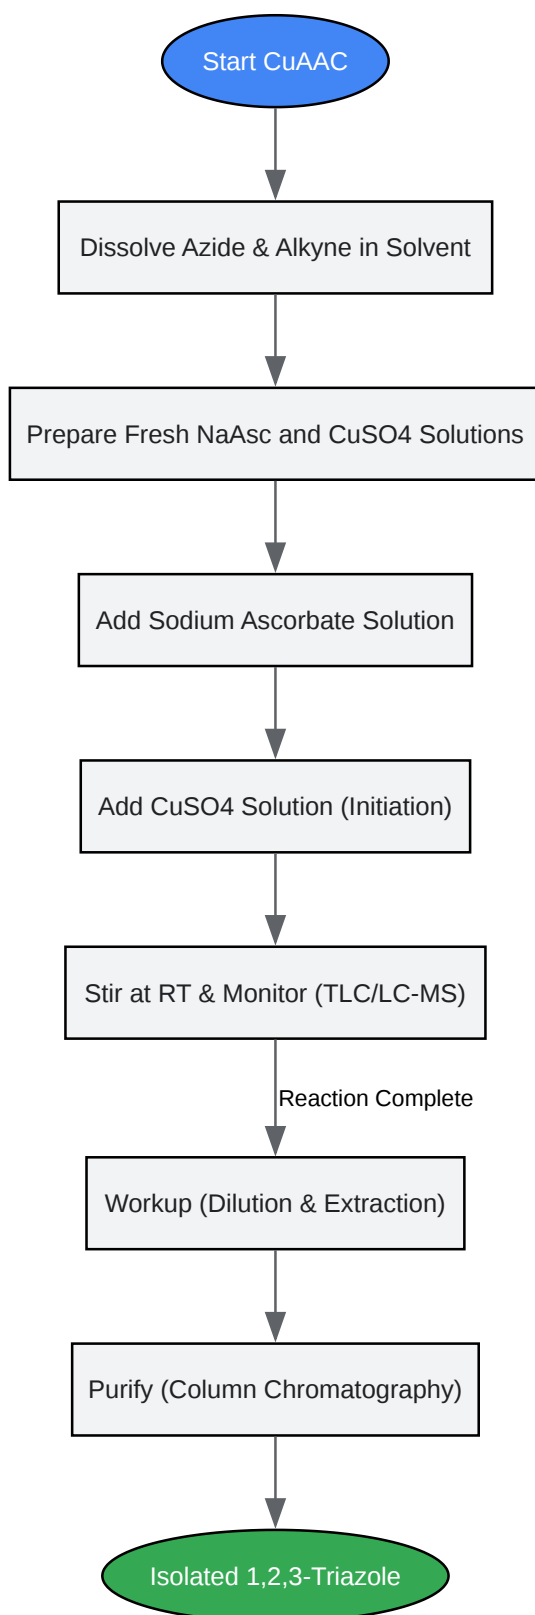 Start CuAAC
Dissolve Azide & Alkyne in Solvent
Prepare Fresh NaAsc and CuSO4 Solutions
Add Sodium Ascorbate Solution
Add CuSO4 Solution (Initiation)
Stir at RT & Monitor (TLC/LC-MS)
Reaction Complete
Workup (Dilution & Extraction)
Purify (Column Chromatography)
Isolated 1,2,3-Triazole